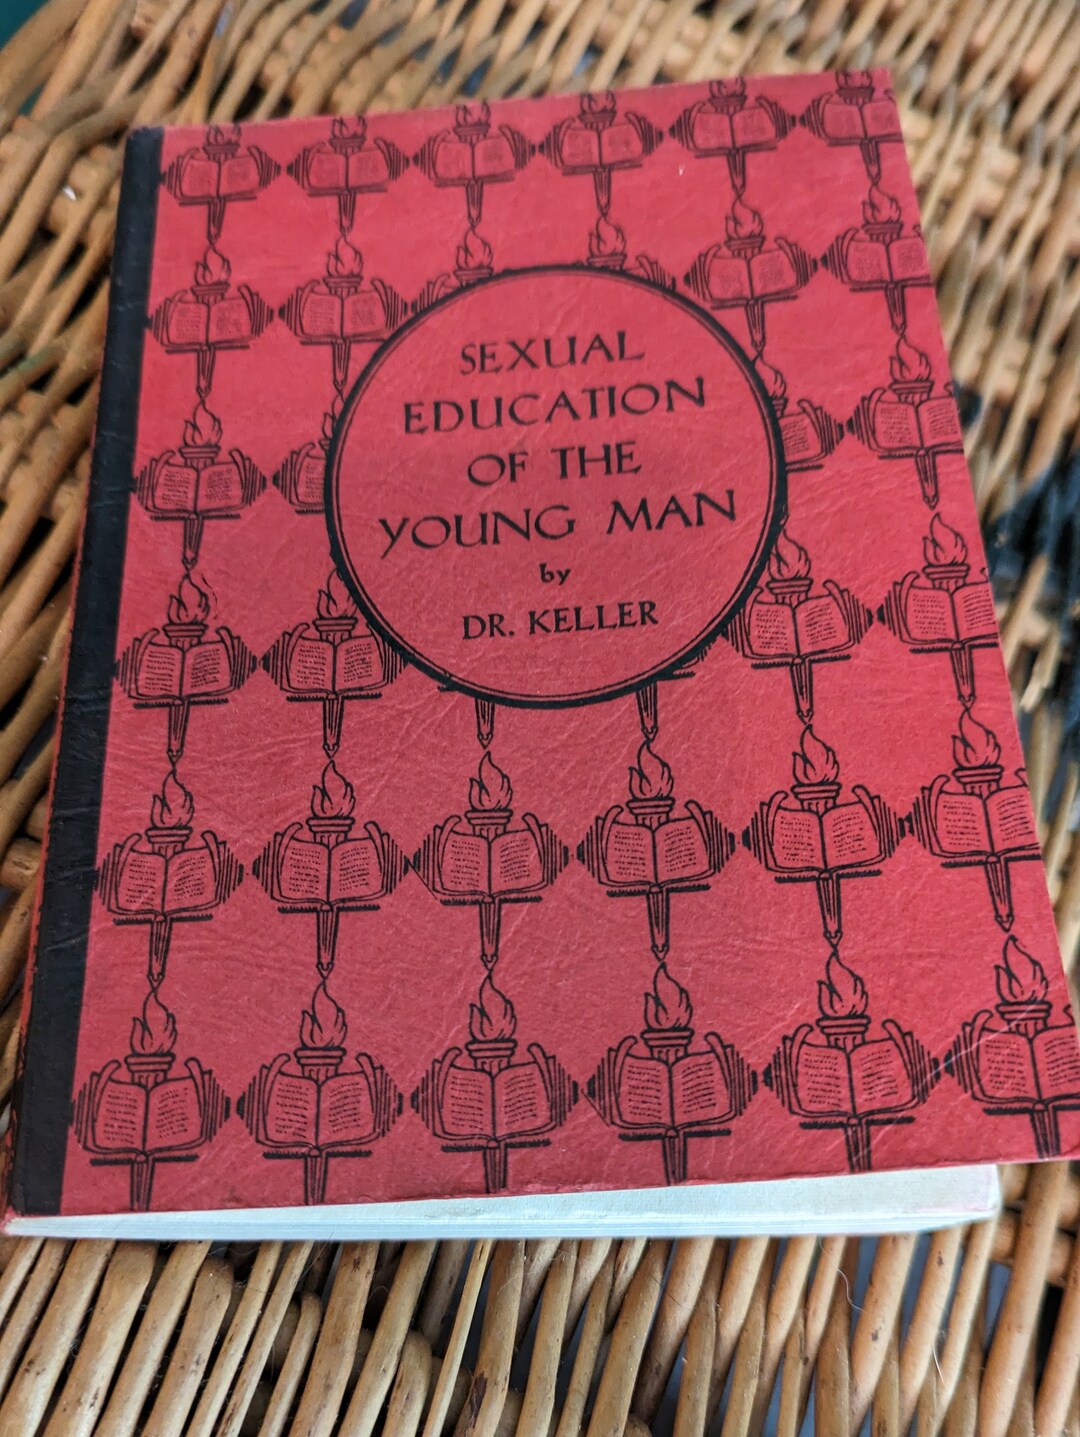 SEXUAL
EDUCATION
OF THE
YOUNG MAN
by
DR. KELLER